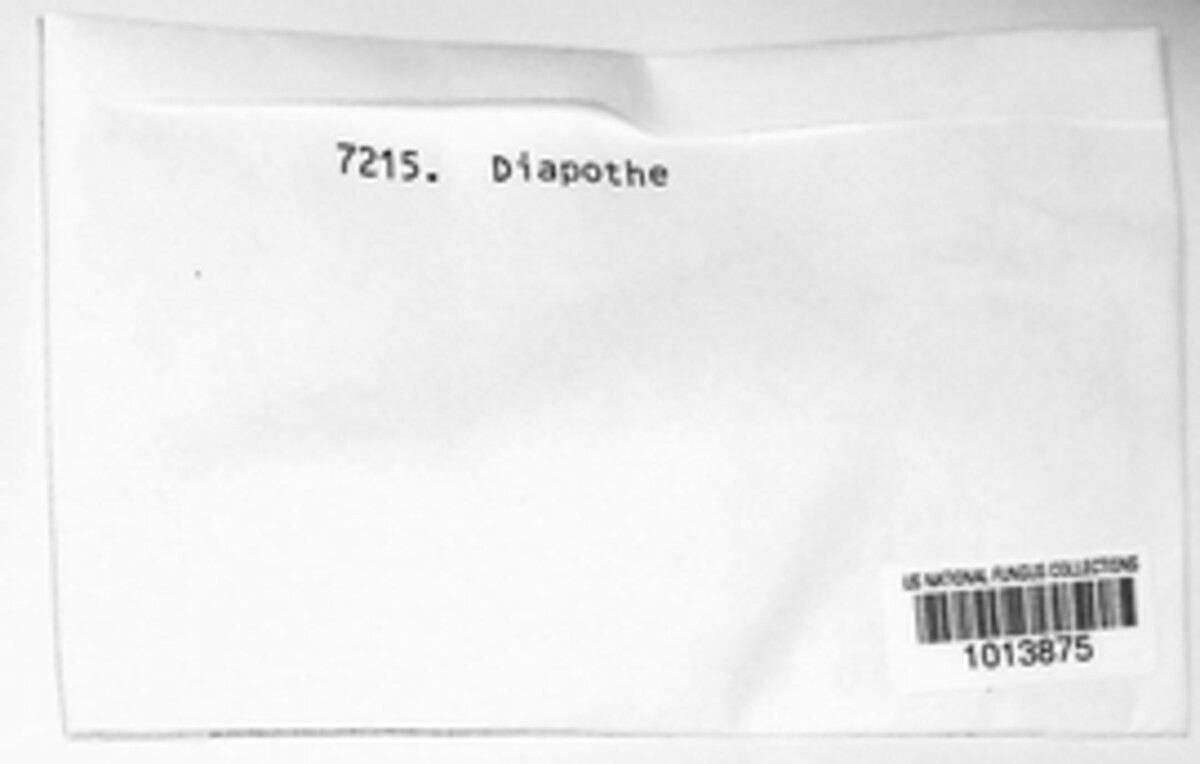 7215. Diapothe
US NATIONAL FUNGUS COLLECTIONS
1013875